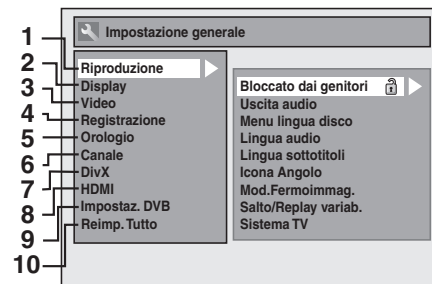 Impostazione generale
1 Riproduzione
2 Display
3 Video
4 Registrazione
5 Orologio
6 Canale
7 DivX
8 HDMI
9 Impostaz. DVB
10 Reimp. Tutto
Bloccato dai genitori
Uscita audio
Menu lingua disco
Lingua audio
Lingua sottotitoli
Icona Angolo
Mod.Fermoimmag.
Salto/Replay variab.
Sistema TV